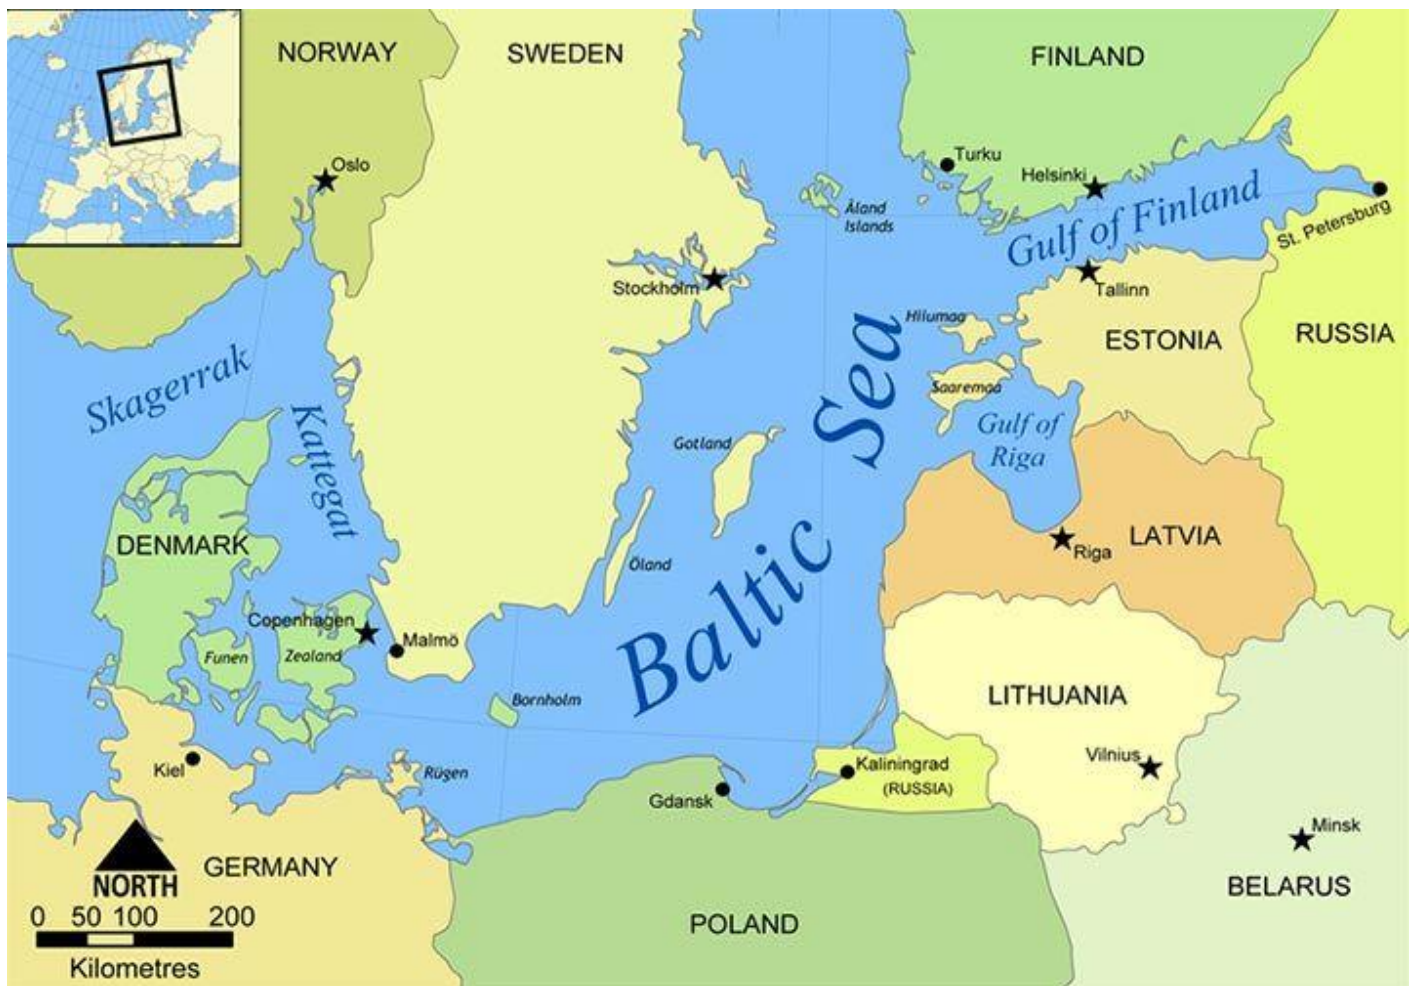 NORWAY
SWEDEN
FINLAND
Oslo
Turku
Helsinki
Åland
Islands
Gulf of Finland
St. Petersburg
Stockholm
Tallinn
Hilumaa
ESTONIA
RUSSIA
Skagerrak
Kattegat
Saaremaa
Gulf of
Riga
Gotland
Baltic Sea
DENMARK
LATVIA
Riga
Öland
Copenhagen
Malmö
Funen
Zealand
Bornholm
LITHUANIA
Vilnius
Kiel
Rügen
Gdansk
Kaliningrad
(RUSSIA)
Minsk
GERMANY
NORTH
BELARUS
POLAND
0 50 100 200
Kilometres